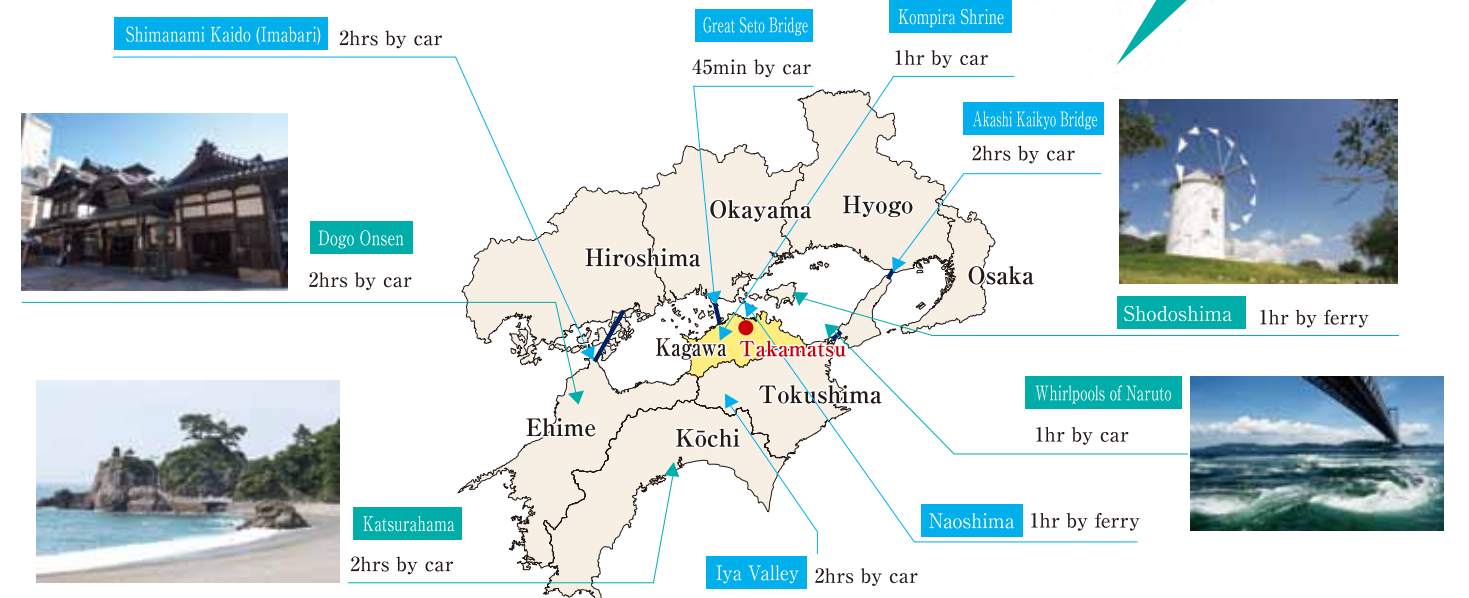 Shimanami Kaido (Imabari) 2hrs by car
Great Seto Bridge
45min by car
Kompira Shrine
1hr by car
Akashi Kaikyo Bridge
2hrs by car
Okayama
Hyogo
Dogo Onsen
2hrs by car
Hiroshima
Osaka
Shodoshima 1hr by ferry
Kagawa
Takamatsu
Tokushima
Whirlpools of Naruto
1hr by car
Ehime
Kōchi
Katsurahama
2hrs by car
Naoshima 1hr by ferry
Iya Valley 2hrs by car